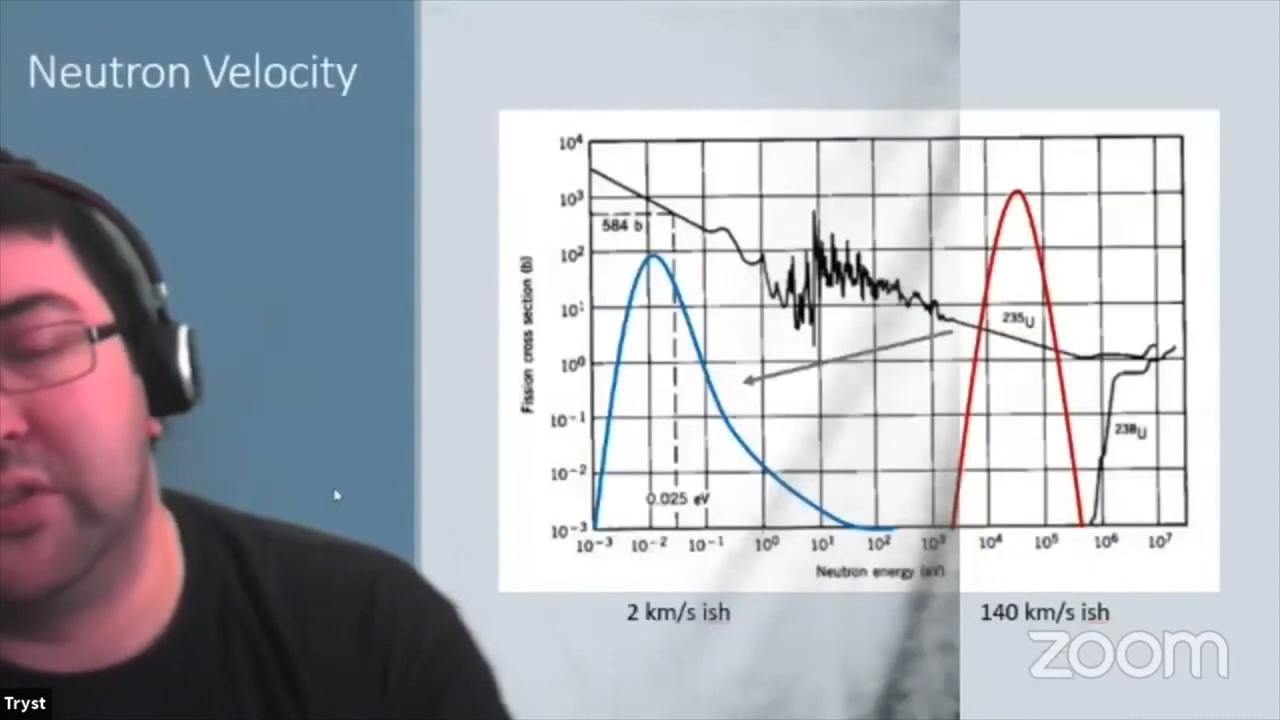 Neutron Velocity
10⁴
10³
584 b
10²
10¹
²³⁵U
10⁰
10⁻¹
²³⁸U
10⁻²
0.025 eV
10⁻³
Fission cross section (b)
10⁻³ 10⁻² 10⁻¹ 10⁰ 10¹ 10² 10³ 10⁴ 10⁵ 10⁶ 10⁷
Neutron energy (eV)
2 km/s ish
140 km/s ish
zoom
Tryst